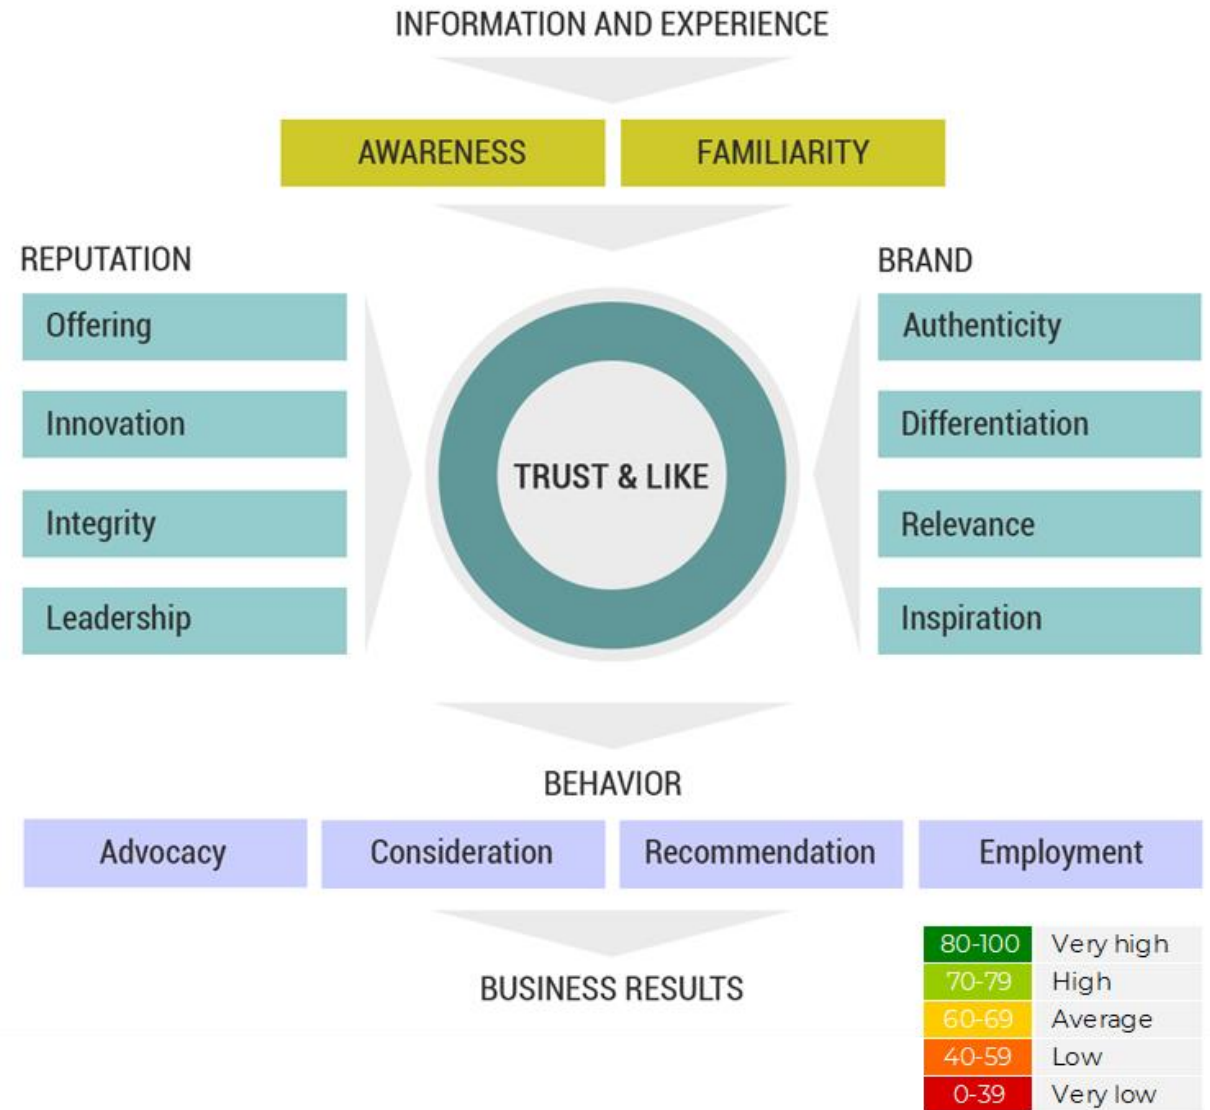 INFORMATION AND EXPERIENCE
AWARENESS
FAMILIARITY
REPUTATION
Offering
Innovation
Integrity
Leadership
TRUST & LIKE
BRAND
Authenticity
Differentiation
Relevance
Inspiration
BEHAVIOR
Advocacy
Consideration
Recommendation
Employment
BUSINESS RESULTS
80-100 Very high
70-79 High
60-69 Average
40-59 Low
0-39 Very low